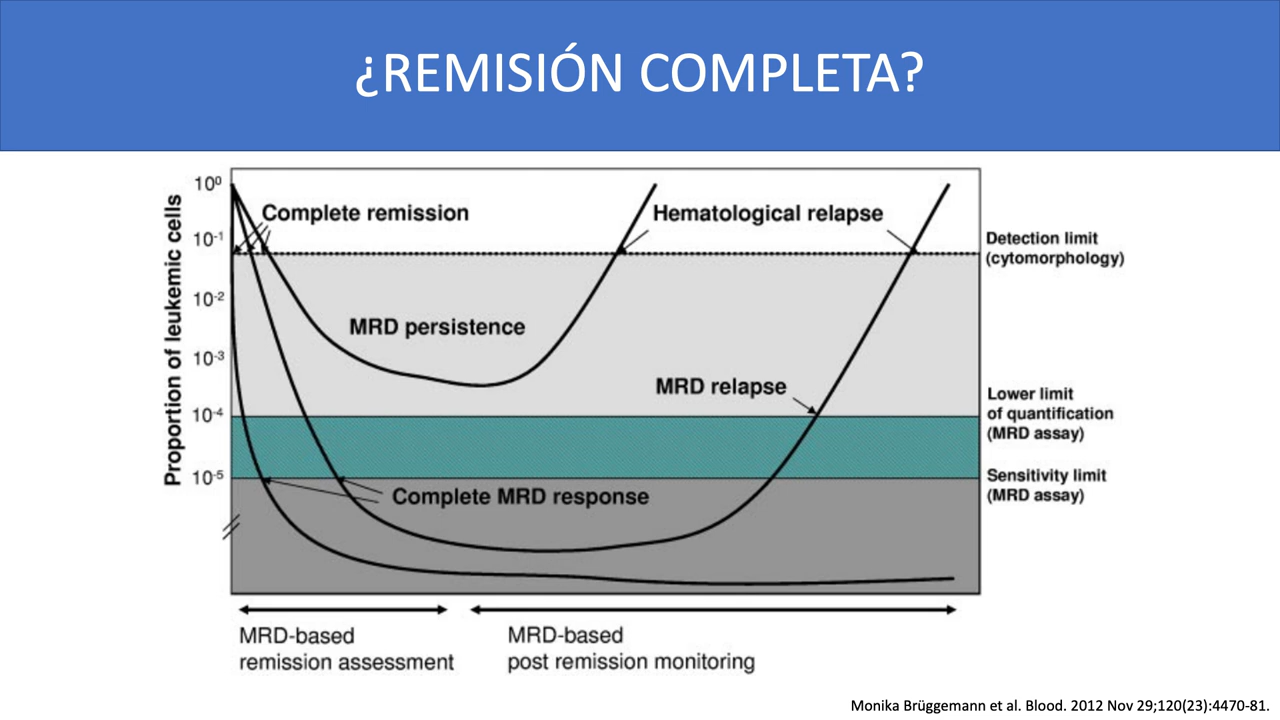 ¿REMISIÓN COMPLETA?
Proportion of leukemic cells
10⁰
10⁻¹
10⁻²
10⁻³
10⁻⁴
10⁻⁵
Complete remission
Hematological relapse
MRD persistence
MRD relapse
Complete MRD response
Detection limit
(cytomorphology)
Lower limit
of quantification
(MRD assay)
Sensitivity limit
(MRD assay)
MRD-based
remission assessment
MRD-based
post remission monitoring
Monika Brüggemann et al. Blood. 2012 Nov 29;120(23):4470-81.